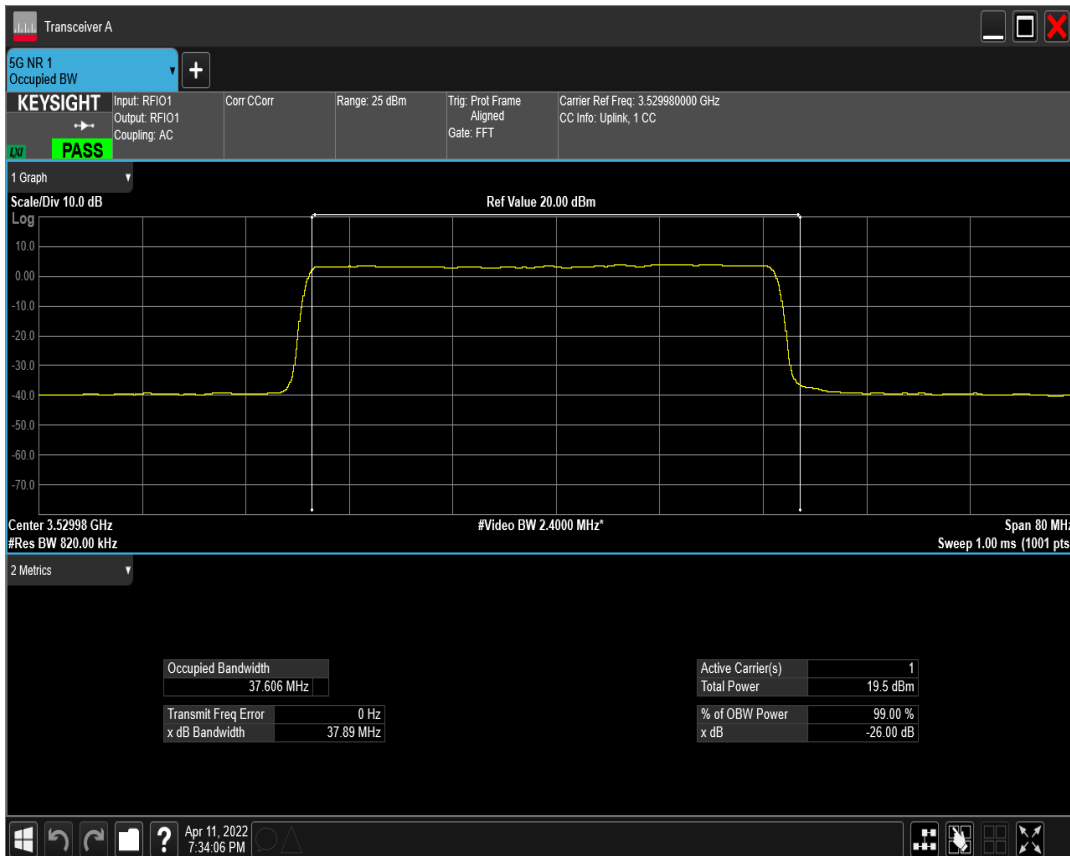 Transceiver A
5G NR 1
Occupied BW
+
KEYSIGHT
LXI
PASS
Input: RFIO1
Output: RFIO1
Coupling: AC
Corr CCorr
Range: 25 dBm
Trig: Prot Frame
Aligned
Gate: FFT
Carrier Ref Freq: 3.529980000 GHz
CC Info: Uplink, 1 CC
1 Graph
Scale/Div 10.0 dB
Ref Value 20.00 dBm
Log
10.0
0.00
-10.0
-20.0
-30.0
-40.0
-50.0
-60.0
-70.0
Center 3.52998 GHz
#Video BW 2.4000 MHz*
Span 80 MHz
#Res BW 820.00 kHz
Sweep 1.00 ms (1001 pts
2 Metrics
Occupied Bandwidth
37.606 MHz
Transmit Freq Error 0 Hz
x dB Bandwidth 37.89 MHz
Active Carrier(s) 1
Total Power 19.5 dBm
% of OBW Power 99.00 %
x dB -26.00 dB
?
Apr 11, 2022
7:34:06 PM